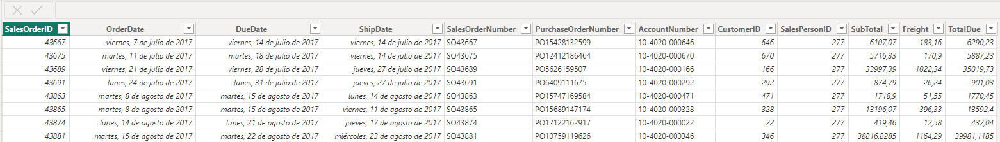 SalesOrderID OrderDate DueDate ShipDate SalesOrderNumber PurchaseOrderNumber AccountNumber CustomerID SalesPersonID SubTotal Freight TotalDue
43667 viernes, 7 de julio de 2017 viernes, 14 de julio de 2017 viernes, 14 de julio de 2017 SO43667 PO15428132599 10-4020-000646 646 277 6107,07 183,16 6290,23
43675 martes, 11 de julio de 2017 martes, 18 de julio de 2017 viernes, 14 de julio de 2017 SO43675 PO12412186464 10-4020-000670 670 277 5716,33 170,9 5887,23
43689 viernes, 21 de julio de 2017 viernes, 28 de julio de 2017 jueves, 27 de julio de 2017 SO43689 PO5626159507 10-4020-000166 166 277 33997,39 1022,34 35019,73
43691 lunes, 24 de julio de 2017 lunes, 31 de julio de 2017 jueves, 27 de julio de 2017 SO43691 PO6409111675 10-4020-000292 292 277 874,79 26,24 901,03
43863 martes, 8 de agosto de 2017 martes, 15 de agosto de 2017 lunes, 14 de agosto de 2017 SO43863 PO15747169584 10-4020-000471 471 277 1718,9 51,55 1770,45
43865 martes, 8 de agosto de 2017 martes, 15 de agosto de 2017 viernes, 11 de agosto de 2017 SO43865 PO15689147174 10-4020-000328 328 277 13196,07 396,33 13592,4
43874 lunes, 14 de agosto de 2017 lunes, 21 de agosto de 2017 jueves, 17 de agosto de 2017 SO43874 PO12122162917 10-4020-000022 22 277 419,46 12,58 432,04
43881 martes, 15 de agosto de 2017 martes, 22 de agosto de 2017 miércoles, 23 de agosto de 2017 SO43881 PO10759119626 10-4020-000346 346 277 38816,8285 1164,29 39981,1185